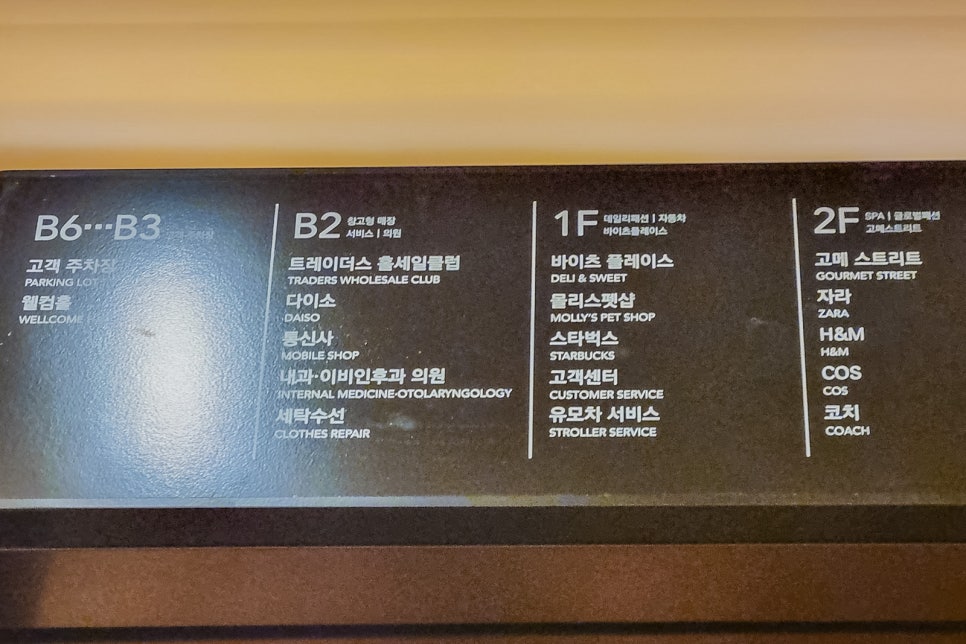 B6···B3
고객 주차장
PARKING LOT
웰컴홀
WELLCOME
B2 창고형 매장
서비스 | 의원
트레이더스 홀세일클럽
TRADERS WHOLESALE CLUB
다이소
DAISO
통신사
MOBILE SHOP
내과·이비인후과 의원
INTERNAL MEDICINE·OTOLARYNGOLOGY
세탁수선
CLOTHES REPAIR
1F 데일리패션 | 자동차
바이츠플레이스
바이츠 플레이스
DELI & SWEET
몰리스펫샵
MOLLY'S PET SHOP
스타벅스
STARBUCKS
고객센터
CUSTOMER SERVICE
유모차 서비스
STROLLER SERVICE
2F SPA | 글로벌패션
고메스트리트
고메 스트리트
GOURMET STREET
자라
ZARA
H&M
H&M
COS
COS
코치
COACH